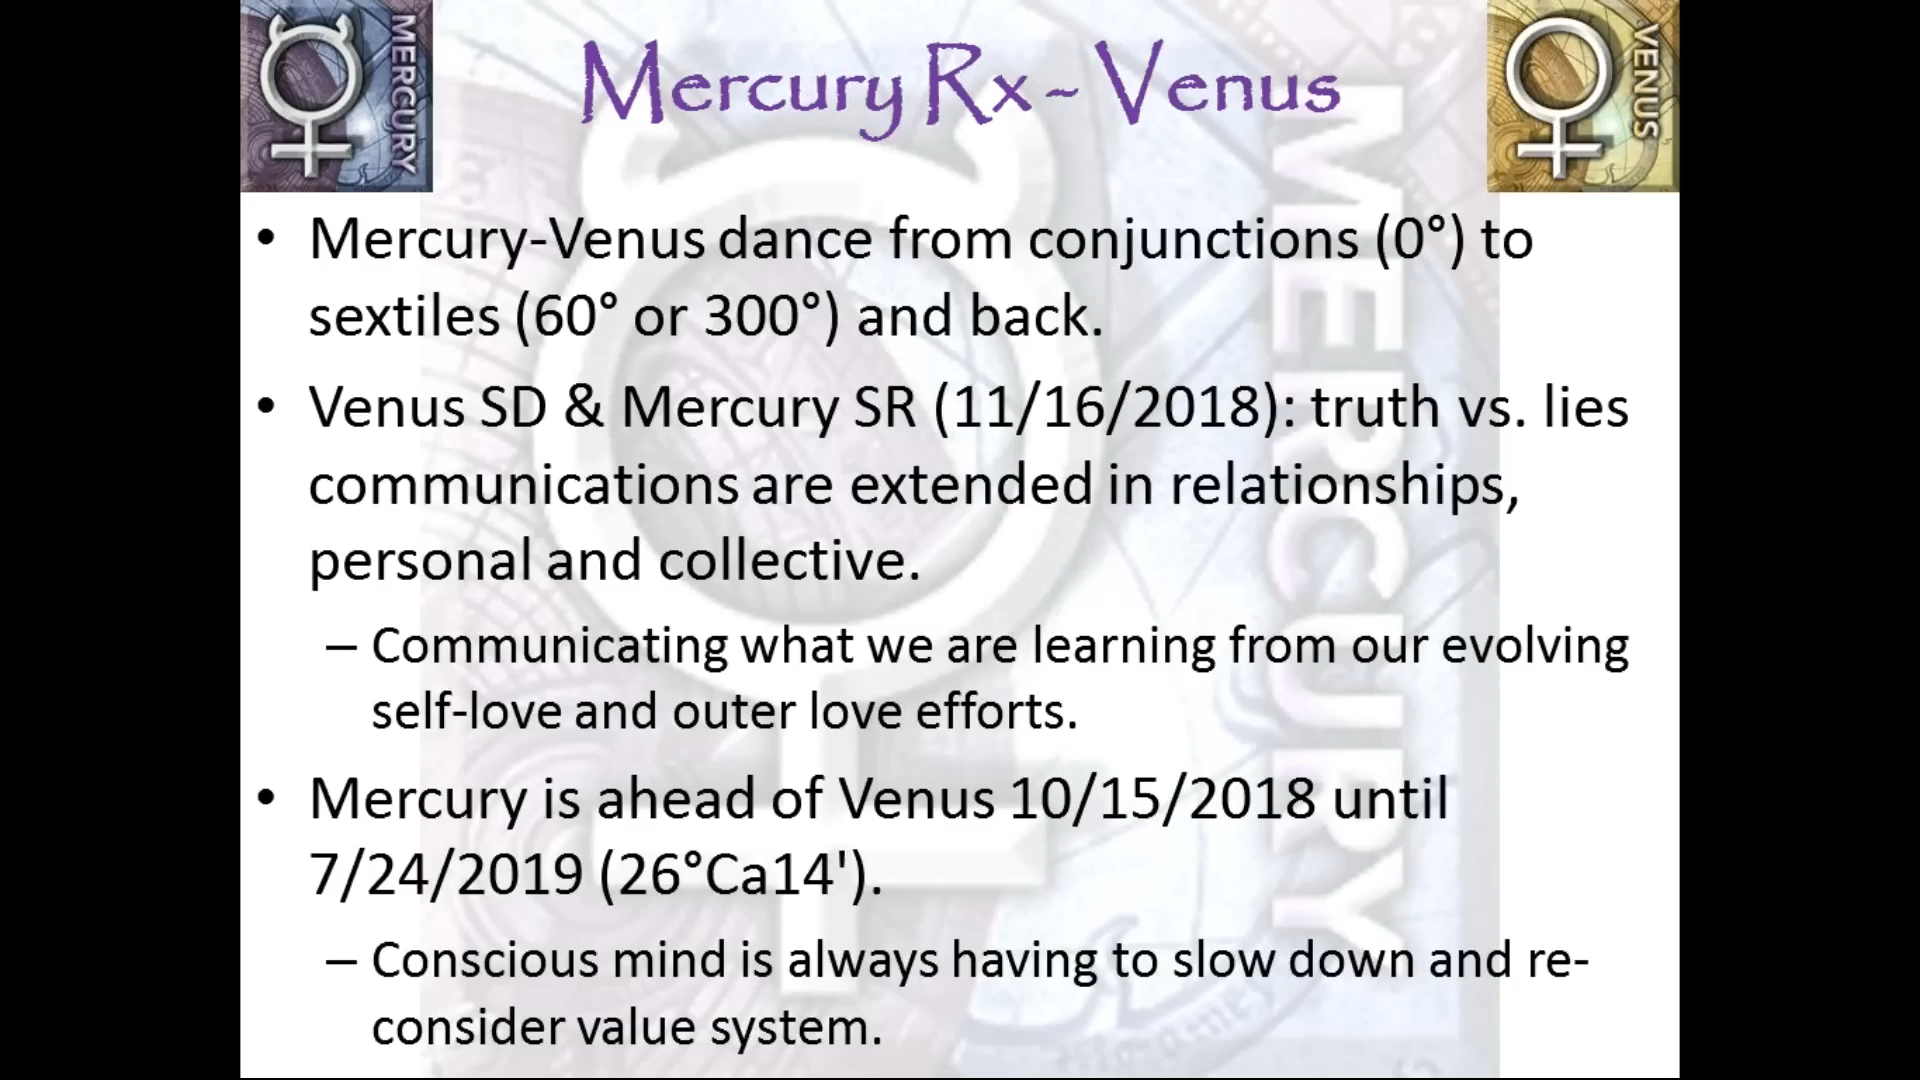 MERCURY
Mercury Rx - Venus
VENUS
• Mercury-Venus dance from conjunctions (0°) to
sextiles (60° or 300°) and back.
• Venus SD & Mercury SR (11/16/2018): truth vs. lies
communications are extended in relationships,
personal and collective.
– Communicating what we are learning from our evolving
self-love and outer love efforts.
• Mercury is ahead of Venus 10/15/2018 until
7/24/2019 (26°Ca14').
– Conscious mind is always having to slow down and re-
consider value system.
MERCURY